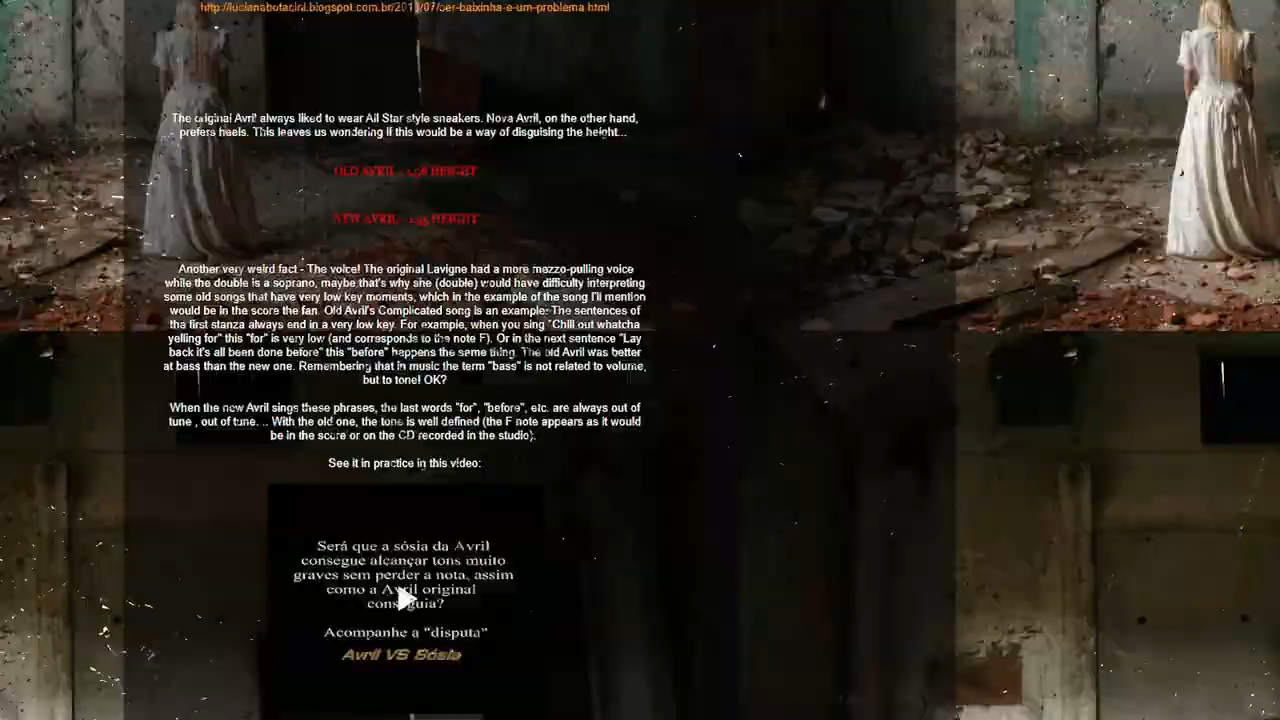 http://lucianabotacini.blogspot.com.br/2011/07/ser-baixinha-e-um-problema.html
The original Avril always liked to wear All Star style sneakers. Nova Avril, on the other hand,
prefers heels. This leaves us wondering if this would be a way of disguising the height...
OLD AVRIL - 1,58 HEIGHT
NEW AVRIL - 1,55 HEIGHT
Another very weird fact - The voice! The original Lavigne had a more mezzo-pulling voice
while the double is a soprano, maybe that's why she (double) would have difficulty interpreting
some old songs that have very low key moments, which in the example of the song I'll mention
would be in the score the fan. Old Avril's Complicated song is an example: The sentences of
the first stanza always end in a very low key. For example, when you sing "Chill out whatcha
yelling for" this "for" is very low (and corresponds to the note F). Or in the next sentence "Lay
back it's all been done before" this "before" happens the same thing. The old Avril was better
at bass than the new one. Remembering that in music the term "bass" is not related to volume,
but to tone! OK?
When the new Avril sings these phrases, the last words "for", "before", etc. are always out of
tune , out of tune. .. With the old one, the tone is well defined (the F note appears as it would
be in the score or on the CD recorded in the studio).
See it in practice in this video:
Será que a sósia da Avril
consegue alcançar tons muito
graves sem perder a nota, assim
como a Avril original
conseguia?
Acompanhe a "disputa"
Avril VS Sósia